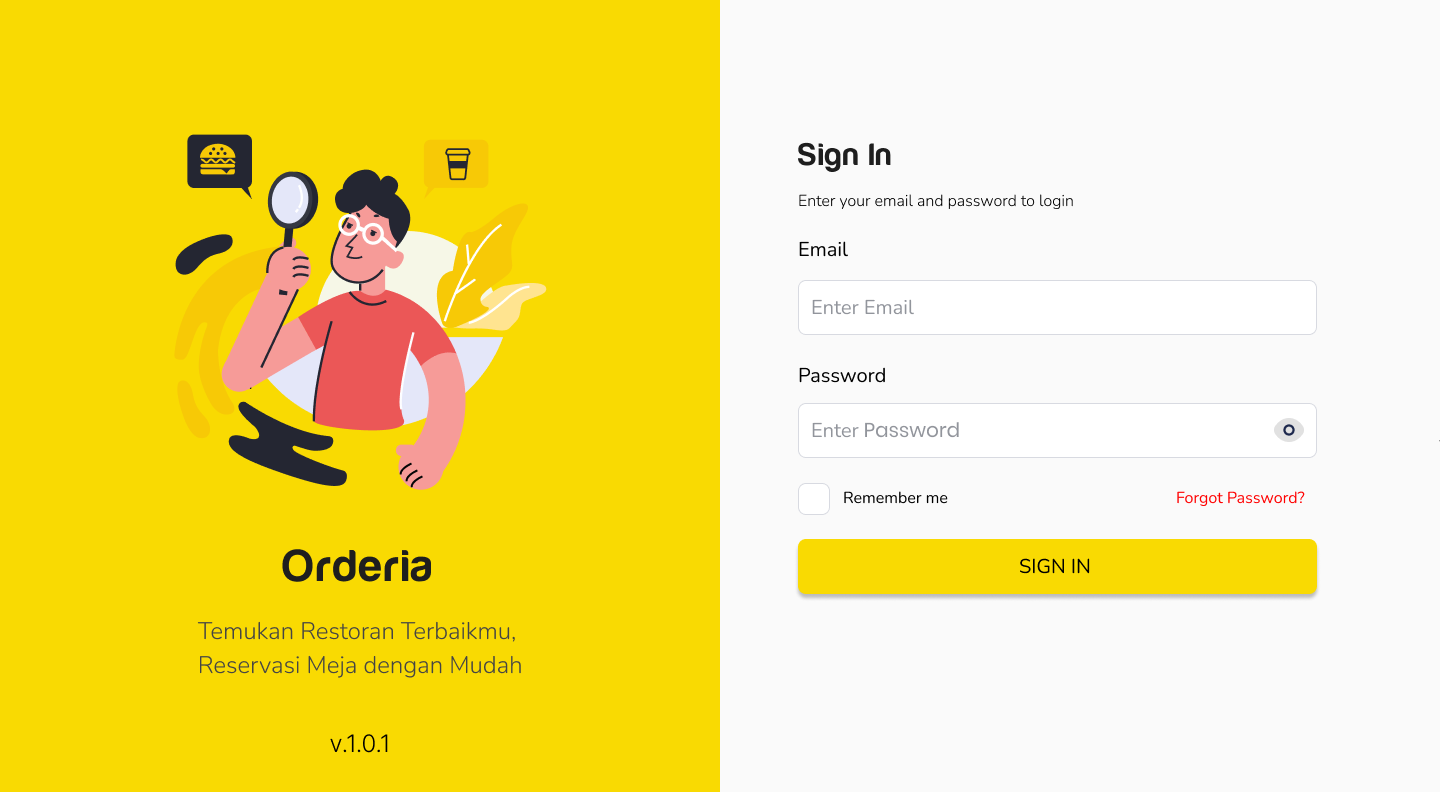 Orderia
Temukan Restoran Terbaikmu,
Reservasi Meja dengan Mudah
v.1.0.1
Sign In
Enter your email and password to login
Email
Enter Email
Password
Enter Password
Remember me
Forgot Password?
SIGN IN